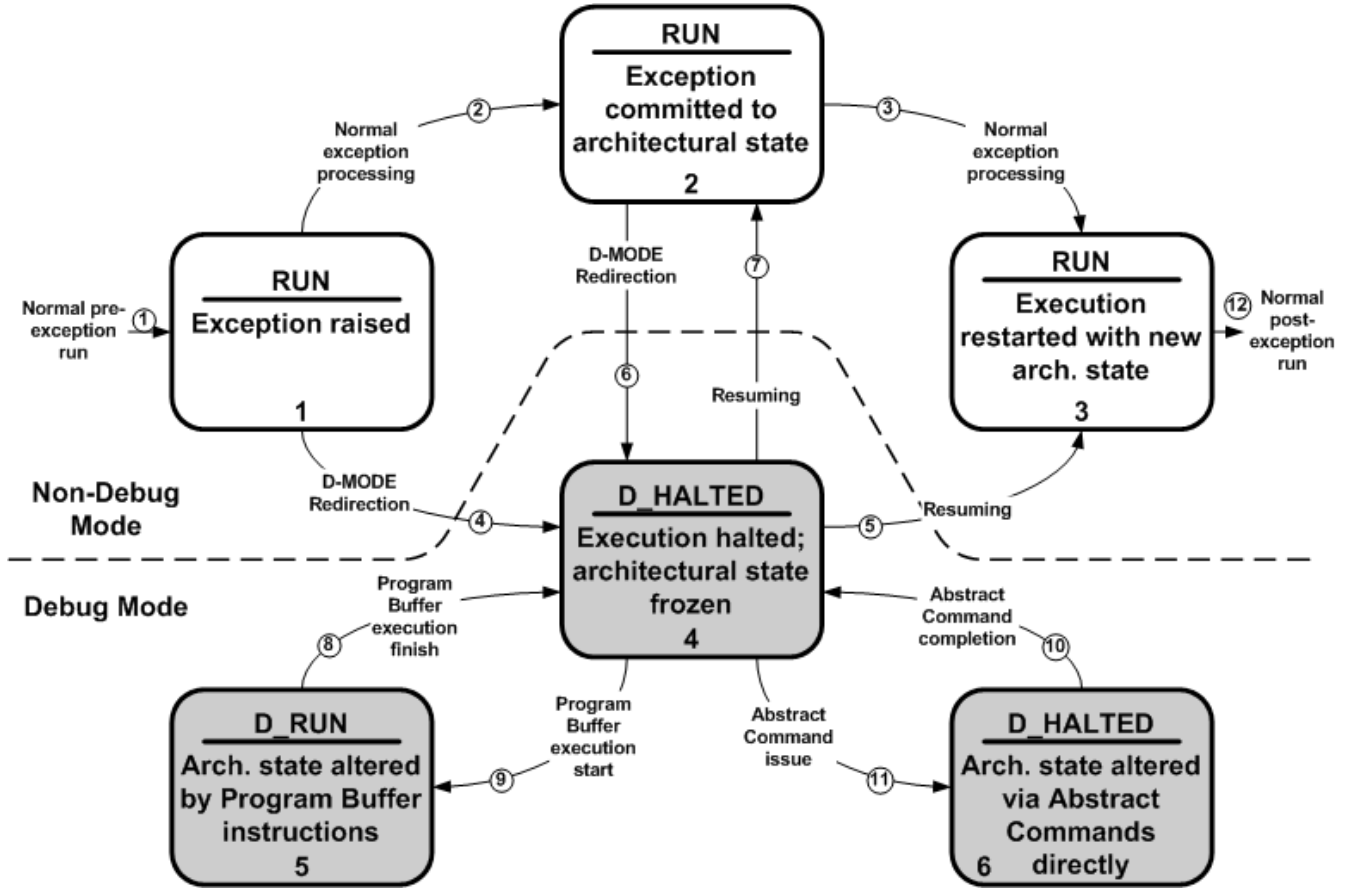 RUN
Exception
committed to
architectural state
2
2
3
Normal
exception
processing
Normal
exception
processing
RUN
Exception raised
1
Normal pre-
exception
run
1
D-MODE
Redirection
6
7
Resuming
RUN
Execution
restarted with new
arch. state
3
12
Normal
post-
exception
run
D-MODE
Redirection
4
Non-Debug
Mode
D_HALTED
Execution halted;
architectural state
frozen
4
5
Resuming
Debug Mode
Program
Buffer
execution
finish
8
Abstract
Command
completion
10
Program
Buffer
execution
start
9
Abstract
Command
issue
11
D_RUN
Arch. state altered
by Program Buffer
instructions
5
D_HALTED
Arch. state altered
via Abstract
Commands
6 directly